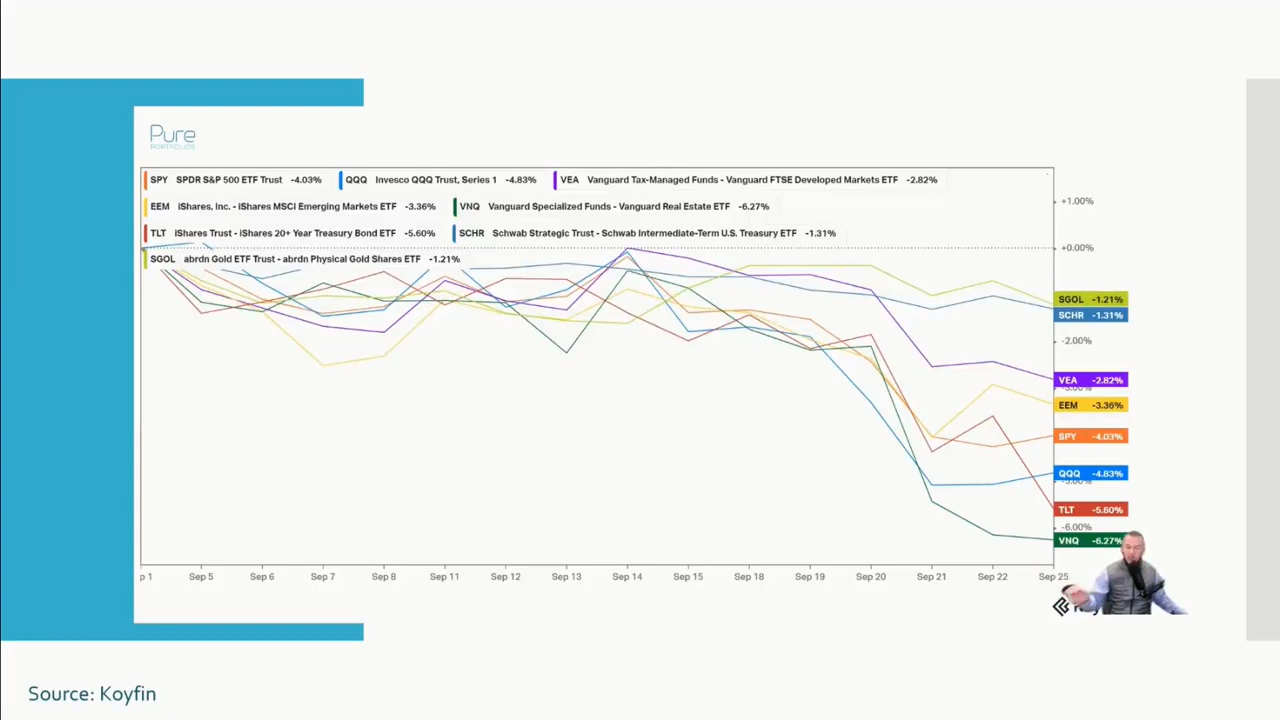 Pure
PORTFOLIOS
SPY SPDR S&P 500 ETF Trust -4.03% QQQ Invesco QQQ Trust, Series 1 -4.83% VEA Vanguard Tax-Managed Funds - Vanguard FTSE Developed Markets ETF -2.82%
EEM iShares, Inc. - iShares MSCI Emerging Markets ETF -3.36% VNQ Vanguard Specialized Funds - Vanguard Real Estate ETF -6.27%
TLT iShares Trust - iShares 20+ Year Treasury Bond ETF -5.60% SCHR Schwab Strategic Trust - Schwab Intermediate-Term U.S. Treasury ETF -1.31%
SGOL abrdn Gold ETF Trust - abrdn Physical Gold Shares ETF -1.21%
+1.00%
+0.00%
SGOL -1.21%
SCHR -1.31%
-2.00%
VEA -2.82%
EEM -3.36%
SPY -4.03%
QQQ -4.83%
TLT -5.60%
-6.00%
VNQ -6.27%
p 1 Sep 5 Sep 6 Sep 7 Sep 8 Sep 11 Sep 12 Sep 13 Sep 14 Sep 15 Sep 18 Sep 19 Sep 20 Sep 21 Sep 22 Sep 25
Source: Koyfin